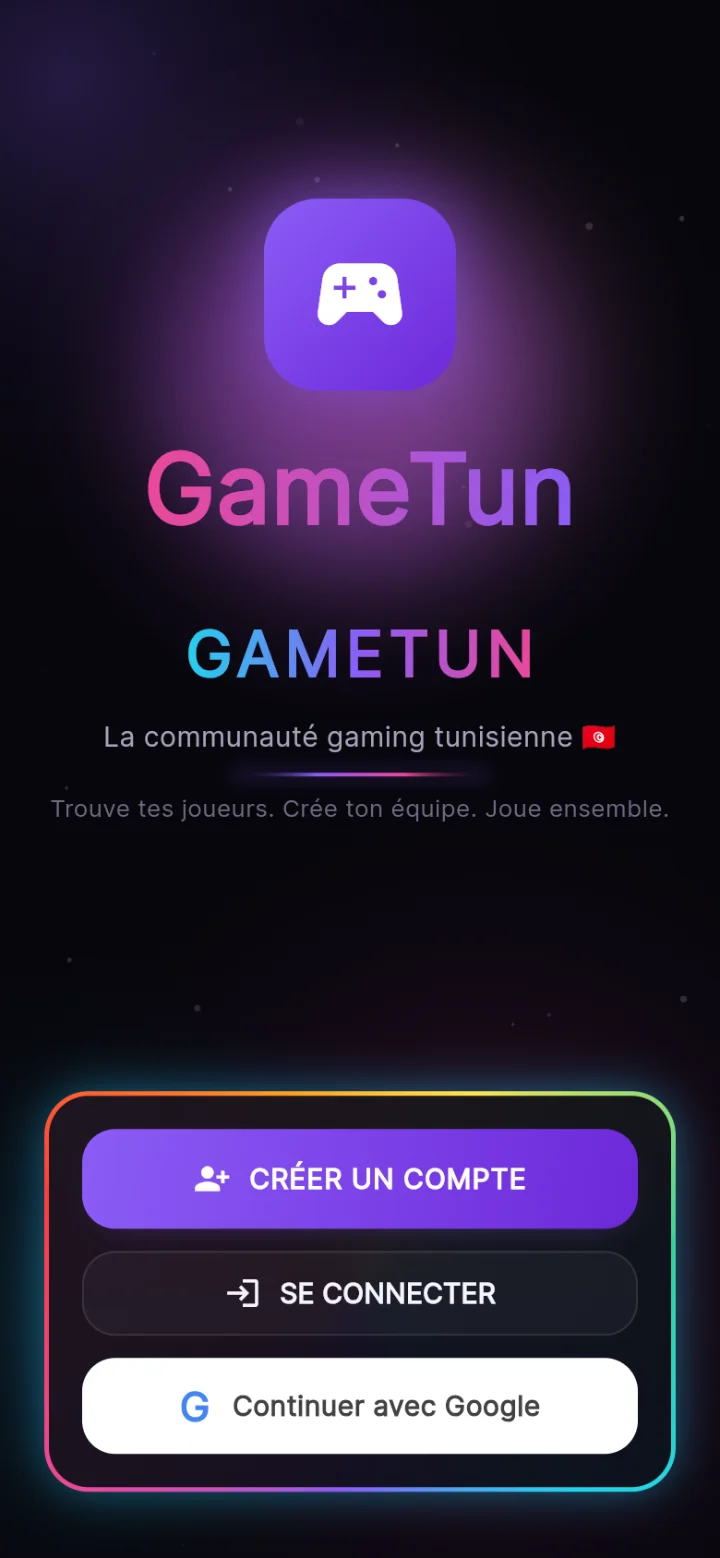 GameTun
GAMETUN
La communauté gaming tunisienne 🇹🇳
Trouve tes joueurs. Crée ton équipe. Joue ensemble.
CRÉER UN COMPTE
SE CONNECTER
G Continuer avec Google